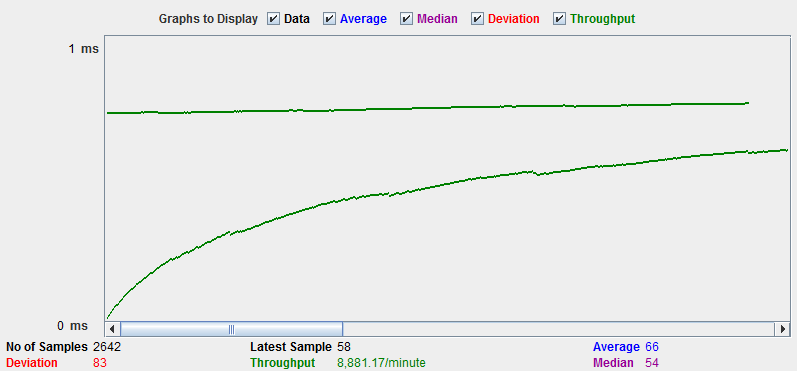 Graphs to Display Data Average Median Deviation Throughput
1 ms
0 ms
No of Samples 2642 Latest Sample 58 Average 66
Deviation 83 Throughput 8,881.17/minute Median 54